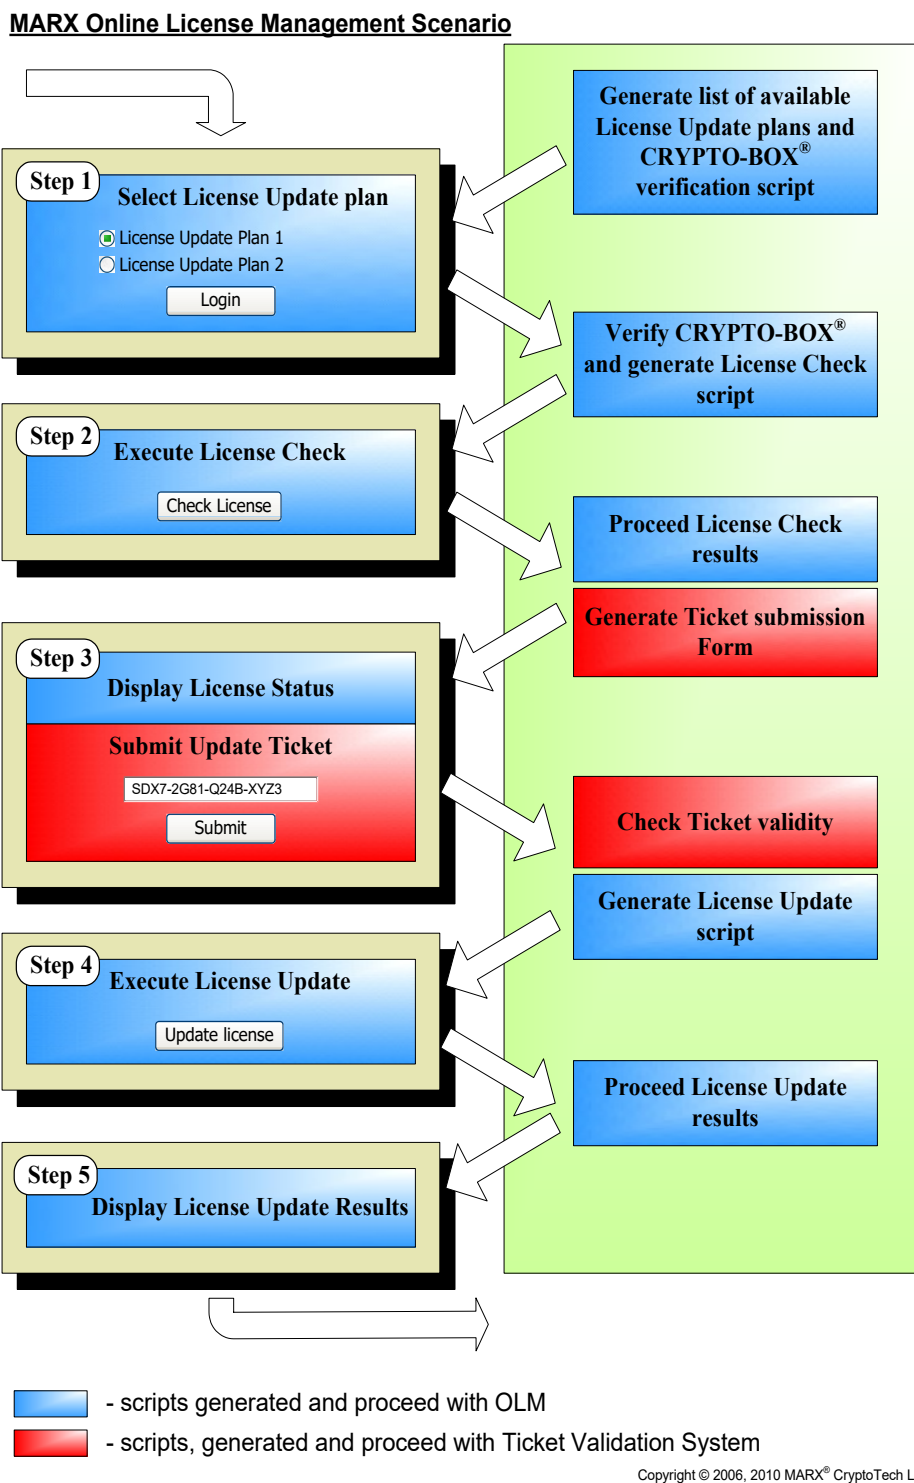 MARX Online License Management Scenario
Generate list of available
License Update plans and
CRYPTO-BOX®
verification script
Step 1
Select License Update plan
License Update Plan 1
License Update Plan 2
Login
Verify CRYPTO-BOX®
and generate License Check
script
Step 2
Execute License Check
Check License
Proceed License Check
results
Generate Ticket submission
Form
Step 3
Display License Status
Submit Update Ticket
SDX7-2G81-Q24B-XYZ3
Submit
Check Ticket validity
Generate License Update
script
Step 4
Execute License Update
Update license
Proceed License Update
results
Step 5
Display License Update Results
- scripts generated and proceed with OLM
- scripts, generated and proceed with Ticket Validation System
Copyright © 2006, 2010 MARX® CryptoTech L